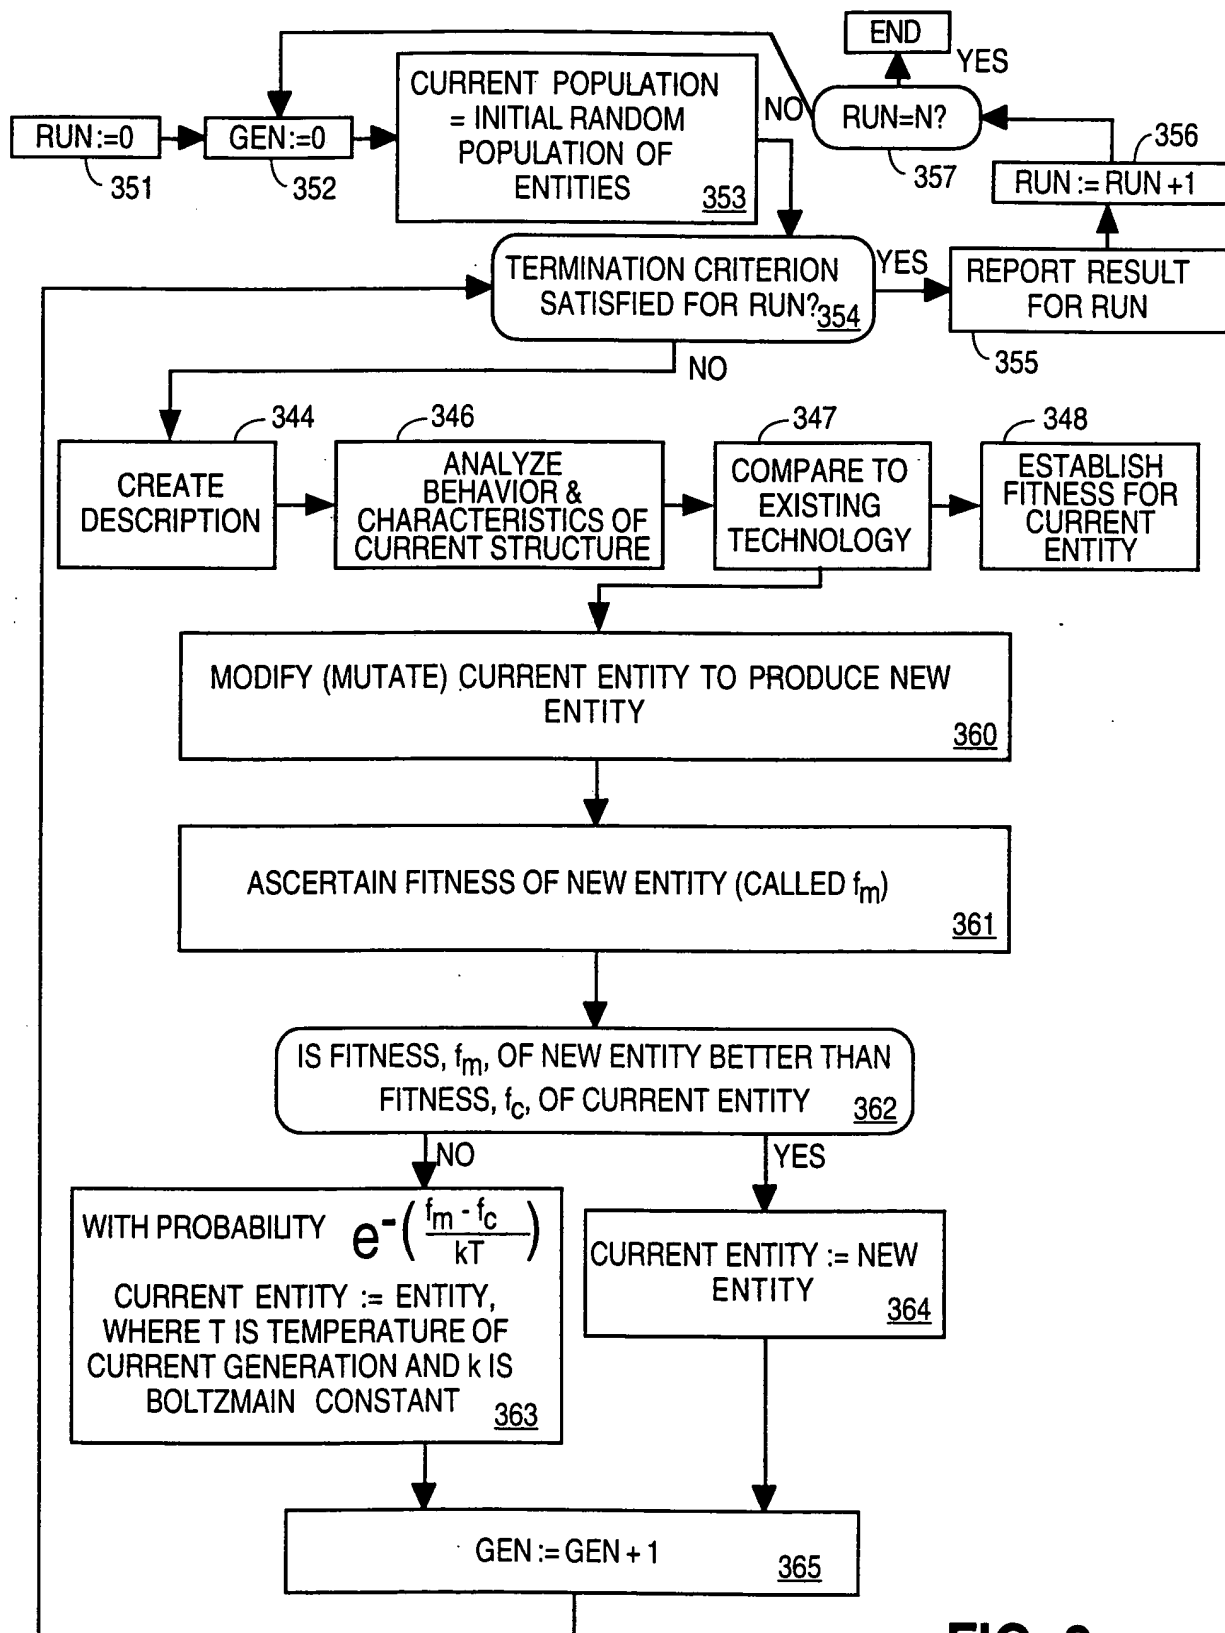 END
YES
CURRENT POPULATION
= INITIAL RANDOM
POPULATION OF
ENTITIES
353
NO
RUN=N?
357
RUN:=0
351
GEN:=0
352
356
RUN := RUN +1
TERMINATION CRITERION
SATISFIED FOR RUN?
354
YES
REPORT RESULT
FOR RUN
355
NO
344
CREATE
DESCRIPTION
346
ANALYZE
BEHAVIOR &
CHARACTERISTICS OF
CURRENT STRUCTURE
347
COMPARE TO
EXISTING
TECHNOLOGY
348
ESTABLISH
FITNESS FOR
CURRENT
ENTITY
MODIFY (MUTATE) CURRENT ENTITY TO PRODUCE NEW
ENTITY
360
ASCERTAIN FITNESS OF NEW ENTITY (CALLED fm)
361
IS FITNESS, fm, OF NEW ENTITY BETTER THAN
FITNESS, fc, OF CURRENT ENTITY
362
NO
YES
WITH PROBABILITY e-(fm - fc / kT)
CURRENT ENTITY := ENTITY,
WHERE T IS TEMPERATURE OF
CURRENT GENERATION AND k IS
BOLTZMAIN CONSTANT
363
CURRENT ENTITY := NEW
ENTITY
364
GEN := GEN + 1
365